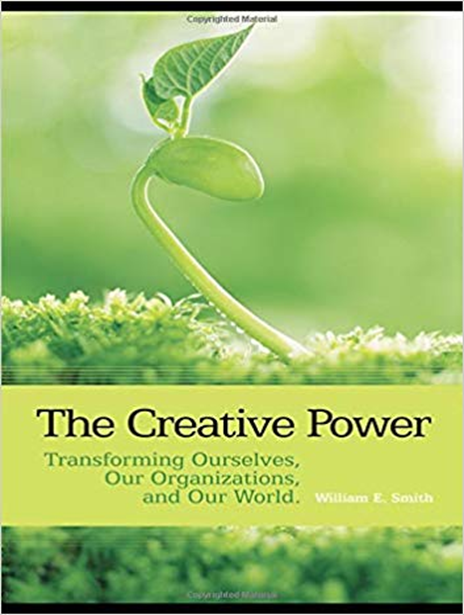 Copyrighted Material
The Creative Power
Transforming Ourselves,
Our Organizations,
and Our World. William E. Smith
Copyrighted Material